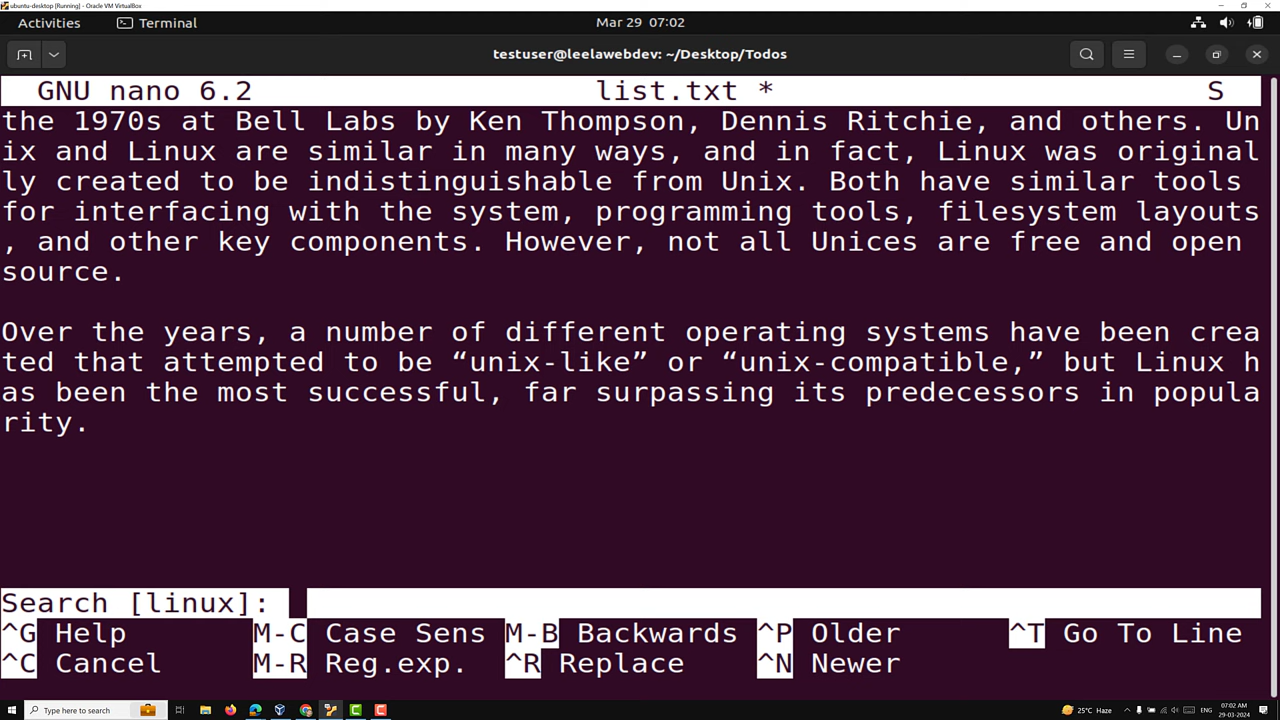 ubuntu-desktop [Running] - Oracle VM VirtualBox
Activities Terminal Mar 29 07:02
testuser@leelawebdev: ~/Desktop/Todos
GNU nano 6.2 list.txt * S
the 1970s at Bell Labs by Ken Thompson, Dennis Ritchie, and others. Un
ix and Linux are similar in many ways, and in fact, Linux was original
ly created to be indistinguishable from Unix. Both have similar tools
for interfacing with the system, programming tools, filesystem layouts
, and other key components. However, not all Unices are free and open
source.
Over the years, a number of different operating systems have been crea
ted that attempted to be “unix-like” or “unix-compatible,” but Linux h
as been the most successful, far surpassing its predecessors in popula
rity.
Search [linux]:
^G Help M-C Case Sens M-B Backwards ^P Older ^T Go To Line
^C Cancel M-R Reg.exp. ^R Replace ^N Newer
Type here to search 25°C Haze ENG 07:02 AM
29-03-2024